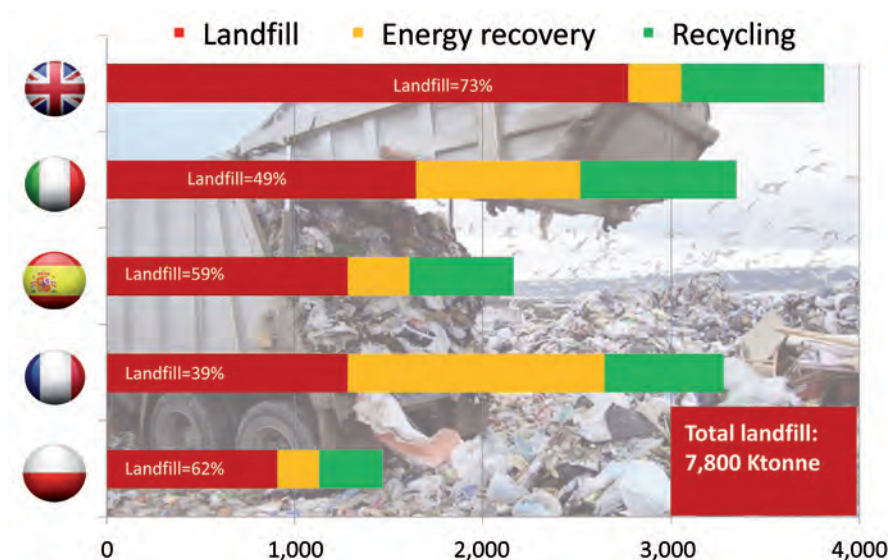 Landfill Energy recovery Recycling
Landfill=73%
Landfill=49%
Landfill=59%
Landfill=39%
Landfill=62%
Total landfill:
7,800 Ktonne
0 1,000 2,000 3,000 4,000